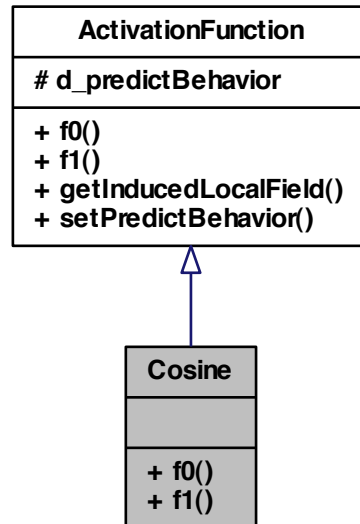 ActivationFunction
# d_predictBehavior
+ f0()
+ f1()
+ getInducedLocalField()
+ setPredictBehavior()
Cosine
+ f0()
+ f1()